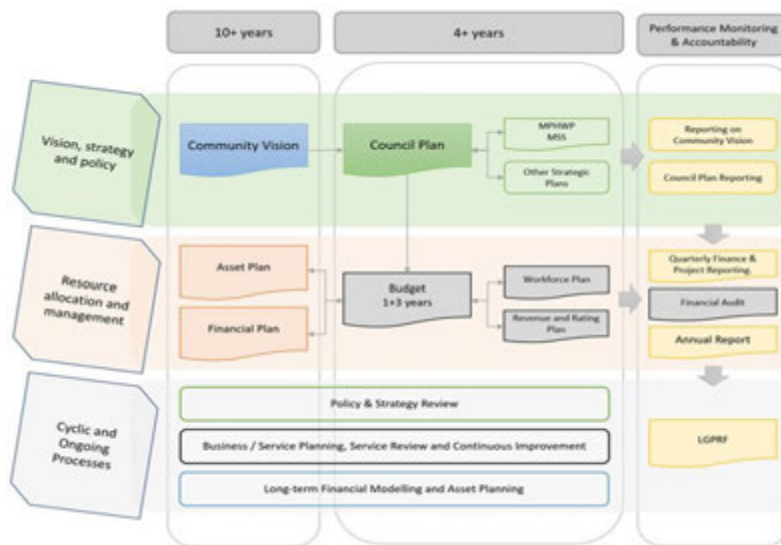 10+ years
4+ years
Performance Monitoring
& Accountability
Vision, strategy
and policy
Community Vision
Council Plan
MPHWP
MSS
Other Strategic
Plans
Reporting on
Community Vision
Council Plan Reporting
Resource
allocation and
management
Asset Plan
Financial Plan
Budget
1+3 years
Workforce Plan
Revenue and Rating
Plan
Quarterly Finance &
Project Reporting.
Financial Audit
Annual Report
Cyclic and
Ongoing
Processes
Policy & Strategy Review
Business / Service Planning, Service Review and Continuous Improvement
Long-term Financial Modelling and Asset Planning
LGPRF